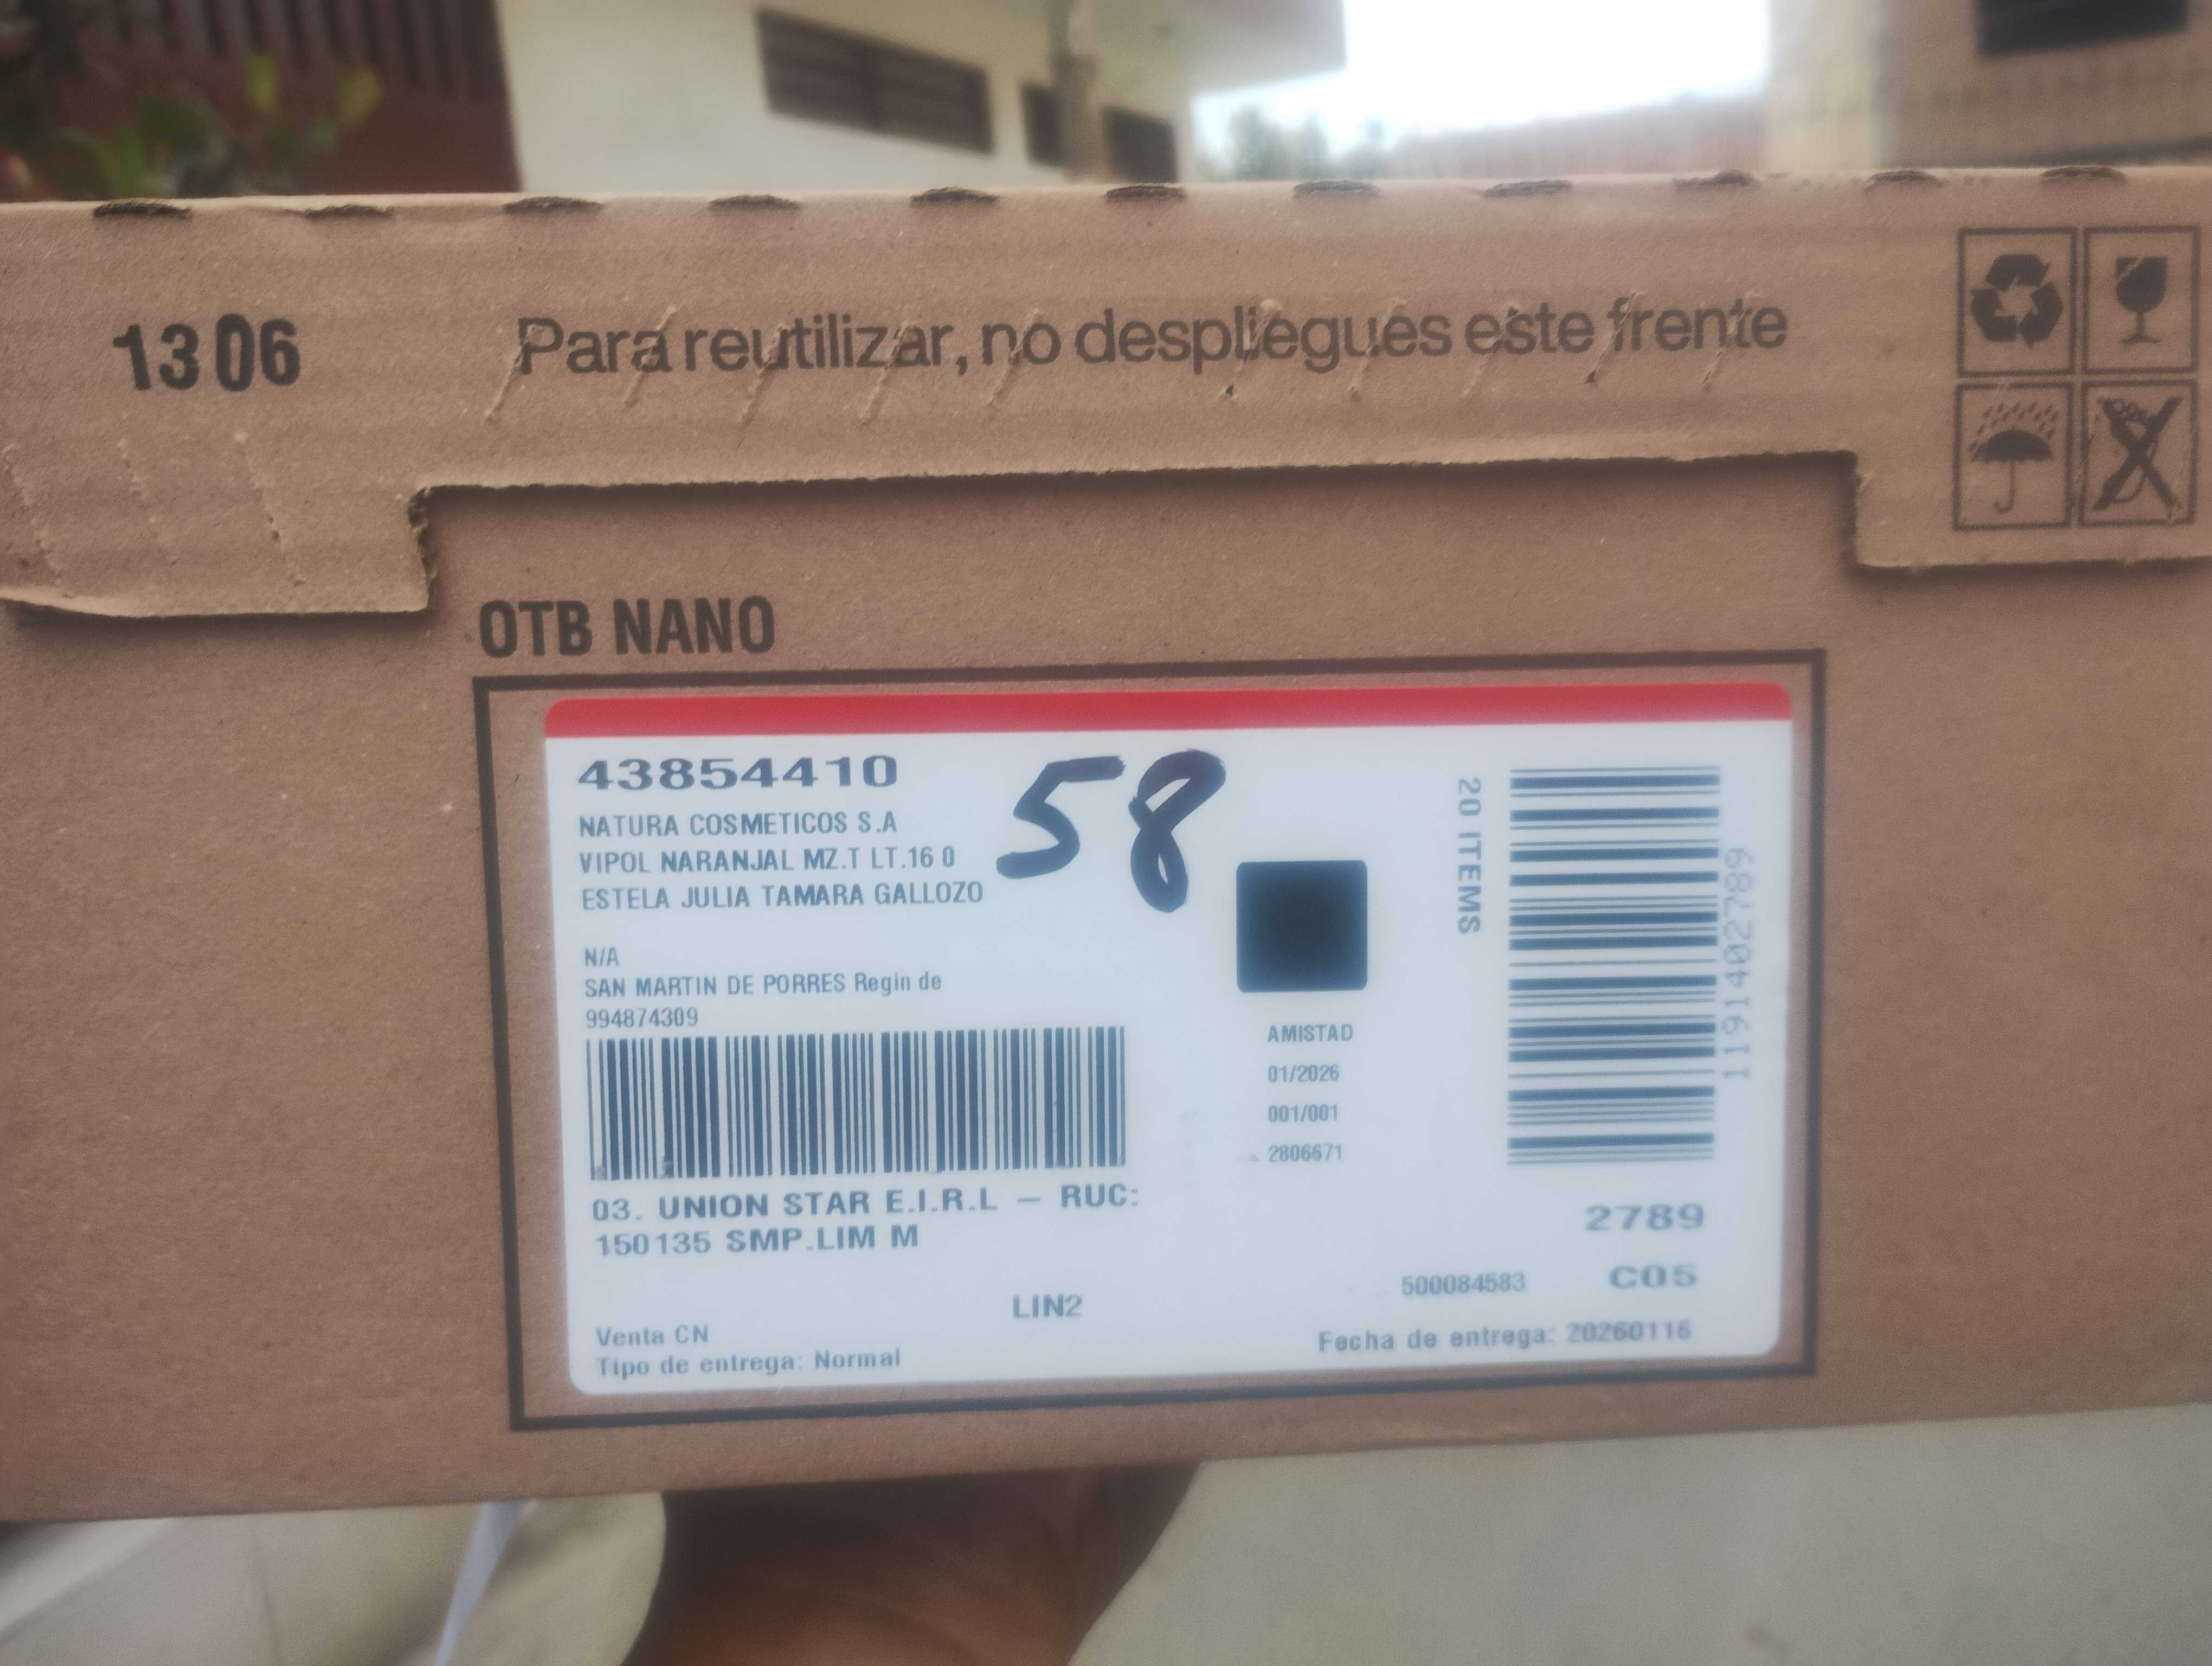 1306
Para reutilizar, no despliegues este frente
OTB NANO
43854410
58
NATURA COSMETICOS S.A
VIPOL NARANJAL MZ.T LT.16 0
ESTELA JULIA TAMARA GALLOZO
N/A
SAN MARTIN DE PORRES Regin de
994874309
03. UNION STAR E.I.R.L – RUC:
150135 SMP.LIM M
LIN2
Venta CN
Tipo de entrega: Normal
AMISTAD
01/2026
001/001
2806671
20 ITEMS
1191402789
2789
500084583 C05
Fecha de entrega: 20260116